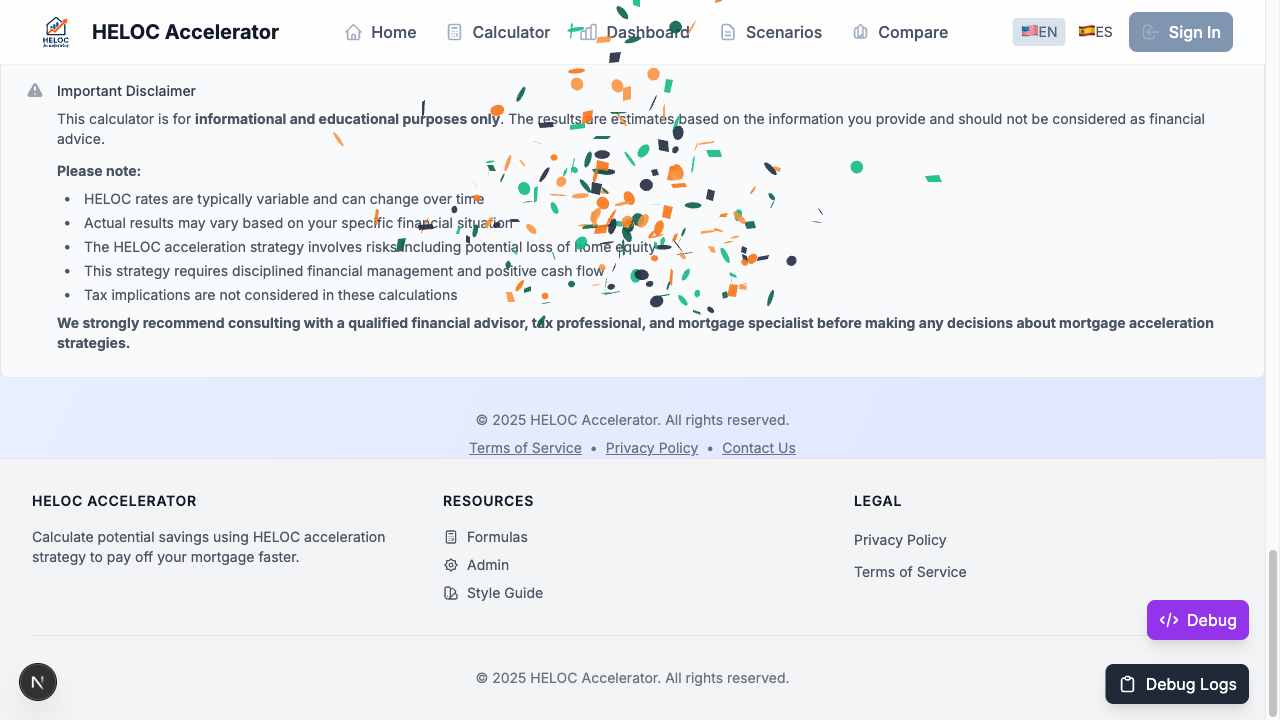 HELOC Accelerator
HELOC Accelerator
Home
Calculator
Dashboard
Scenarios
Compare
EN
ES
Sign In
Important Disclaimer
This calculator is for informational and educational purposes only. The results are estimates based on the information you provide and should not be considered as financial
advice.
Please note:
• HELOC rates are typically variable and can change over time
• Actual results may vary based on your specific financial situation
• The HELOC acceleration strategy involves risks including potential loss of home equity
• This strategy requires disciplined financial management and positive cash flow
• Tax implications are not considered in these calculations
We strongly recommend consulting with a qualified financial advisor, tax professional, and mortgage specialist before making any decisions about mortgage acceleration
strategies.
© 2025 HELOC Accelerator. All rights reserved.
Terms of Service • Privacy Policy • Contact Us
HELOC ACCELERATOR
Calculate potential savings using HELOC acceleration
strategy to pay off your mortgage faster.
RESOURCES
Formulas
Admin
Style Guide
LEGAL
Privacy Policy
Terms of Service
Debug
© 2025 HELOC Accelerator. All rights reserved.
N
Debug Logs